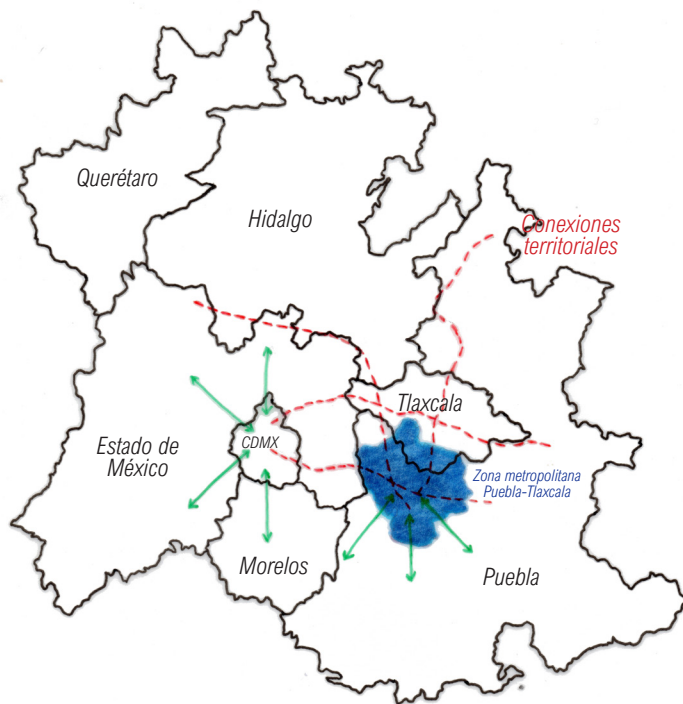 Querétaro
Hidalgo
Conexiones
territoriales
Tlaxcala
CDMX
Estado de
México
Zona metropolitana
Puebla-Tlaxcala
Morelos
Puebla